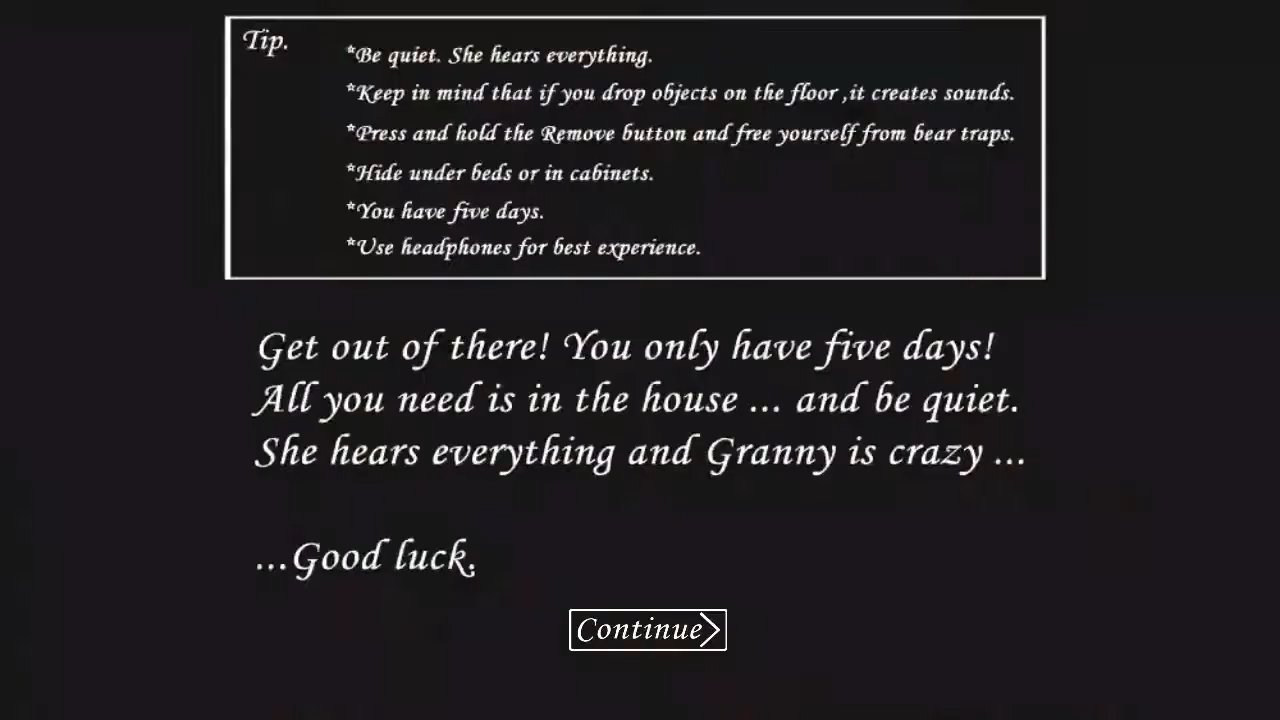 Tip.
*Be quiet. She hears everything.
*Keep in mind that if you drop objects on the floor ,it creates sounds.
*Press and hold the Remove button and free yourself from bear traps.
*Hide under beds or in cabinets.
*You have five days.
*Use headphones for best experience.
Get out of there! You only have five days!
All you need is in the house ... and be quiet.
She hears everything and Granny is crazy ...
...Good luck.
Continue>